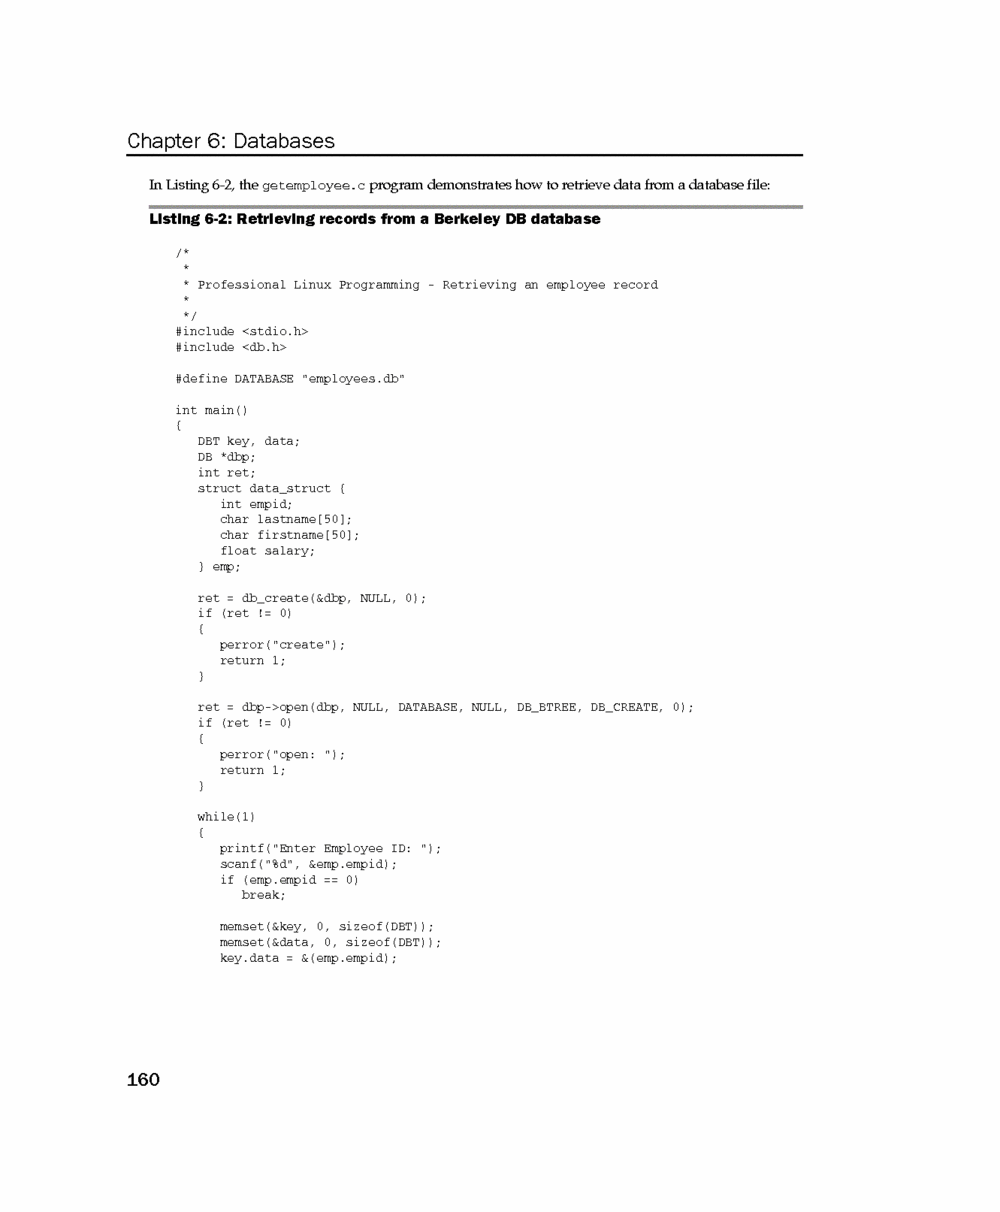 Chapter 6: Databases
In Listing 6-2, the getemployee.c program demonstrates how to retrieve data from a database file:
Listing 6-2: Retrieving records from a Berkeley DB database
/*
 *
 * Professional Linux Programming - Retrieving an employee record
 *
 */
#include <stdio.h>
#include <db.h>
#define DATABASE "employees.db"
int main()
{
   DBT key, data;
   DB *dbp;
   int ret;
   struct data_struct {
      int empid;
      char lastname[50];
      char firstname[50];
      float salary;
   } emp;
   ret = db_create(&dbp, NULL, 0);
   if (ret != 0)
   {
      perror("create");
      return 1;
   }
   ret = dbp->open(dbp, NULL, DATABASE, NULL, DB_BTREE, DB_CREATE, 0);
   if (ret != 0)
   {
      perror("open: ");
      return 1;
   }
   while(1)
   {
      printf("Enter Employee ID: ");
      scanf("%d", &emp.empid);
      if (emp.empid == 0)
         break;
      memset(&key, 0, sizeof(DBT));
      memset(&data, 0, sizeof(DBT));
      key.data = &(emp.empid);
160